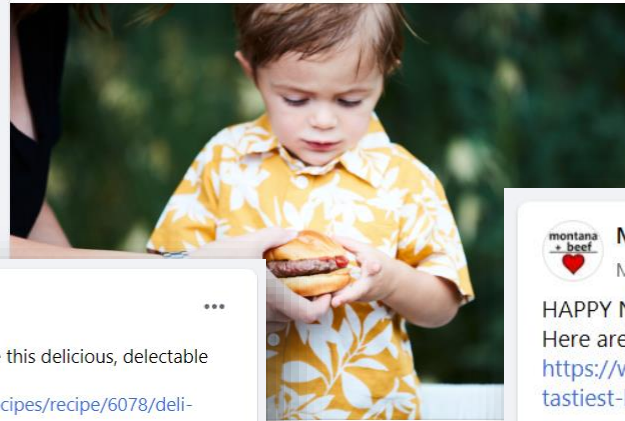 this delicious, delectable
cipes/recipe/6078/deli-
montana
+ beef
HAPPY
Here are
https://
tastiest-